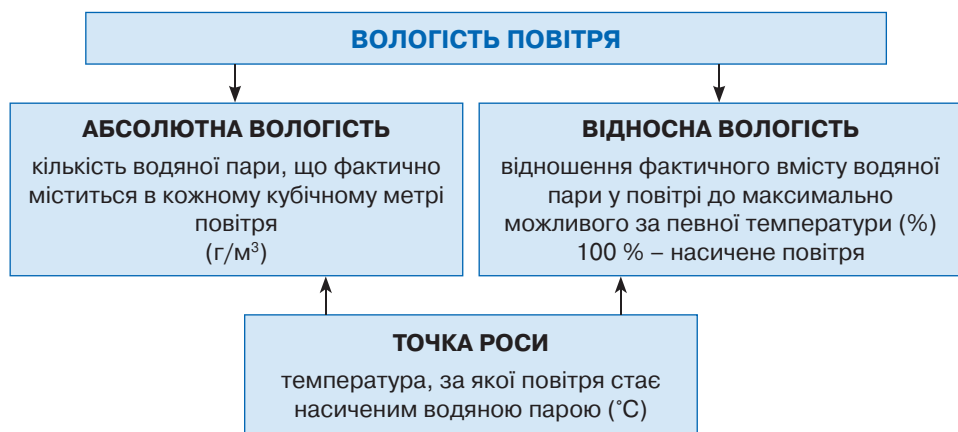 ВОЛОГІСТЬ ПОВІТРЯ
АБСОЛЮТНА ВОЛОГІСТЬ
кількість водяної пари, що фактично
міститься в кожному кубічному метрі
повітря
(г/м³)
ВІДНОСНА ВОЛОГІСТЬ
відношення фактичного вмісту водяної
пари у повітрі до максимально
можливого за певної температури (%)
100 % – насичене повітря
ТОЧКА РОСИ
температура, за якої повітря стає
насиченим водяною парою (°С)